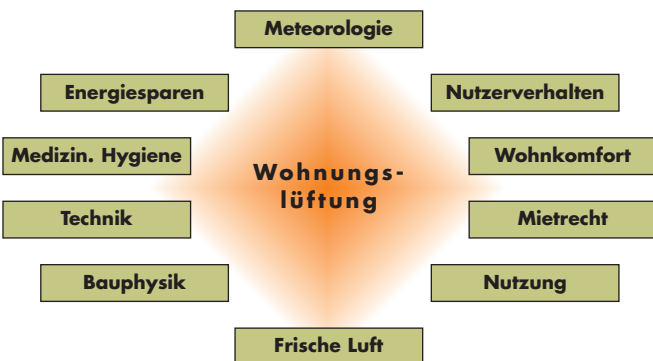 Meteorologie
Energiesparen
Nutzerverhalten
Medizin. Hygiene
Wohnkomfort
Wohnungs-
lüftung
Technik
Mietrecht
Bauphysik
Nutzung
Frische Luft